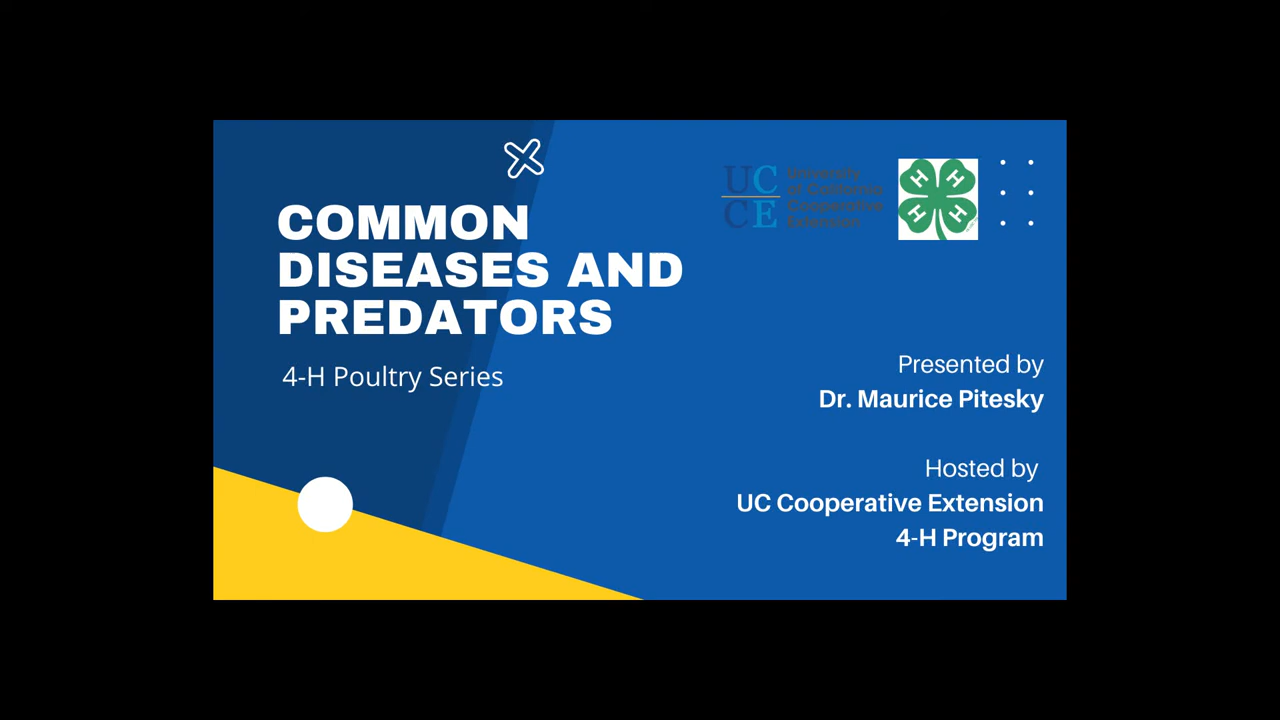 COMMON
DISEASES AND
PREDATORS
4-H Poultry Series
UC
CE
University
of California
Cooperative
Extension
H H
H H
Presented by
Dr. Maurice Pitesky
Hosted by
UC Cooperative Extension
4-H Program